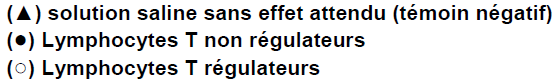 (▲) solution saline sans effet attendu (témoin négatif)
(●) Lymphocytes T non régulateurs
(○) Lymphocytes T régulateurs